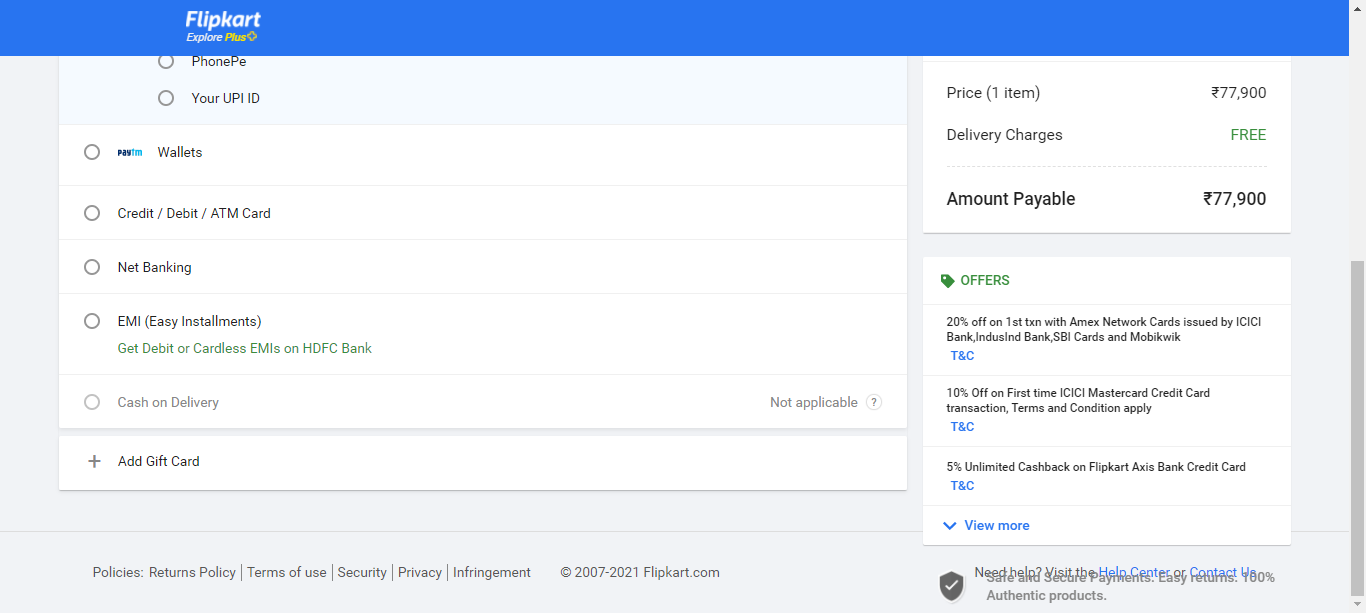 Flipkart
Explore Plus
PhonePe
Your UPI ID
paytm Wallets
Credit / Debit / ATM Card
Net Banking
EMI (Easy Installments)
Get Debit or Cardless EMIs on HDFC Bank
Cash on Delivery Not applicable ?
+ Add Gift Card
Price (1 item) ₹77,900
Delivery Charges FREE
Amount Payable ₹77,900
OFFERS
20% off on 1st txn with Amex Network Cards issued by ICICI
Bank,IndusInd Bank,SBI Cards and Mobikwik
T&C
10% Off on First time ICICI Mastercard Credit Card
transaction, Terms and Condition apply
T&C
5% Unlimited Cashback on Flipkart Axis Bank Credit Card
T&C
View more
Policies: Returns Policy | Terms of use | Security | Privacy | Infringement © 2007-2021 Flipkart.com
Need help? Visit the Help Center or Contact Us
Safe and Secure Payments. Easy returns. 100%
Authentic products.